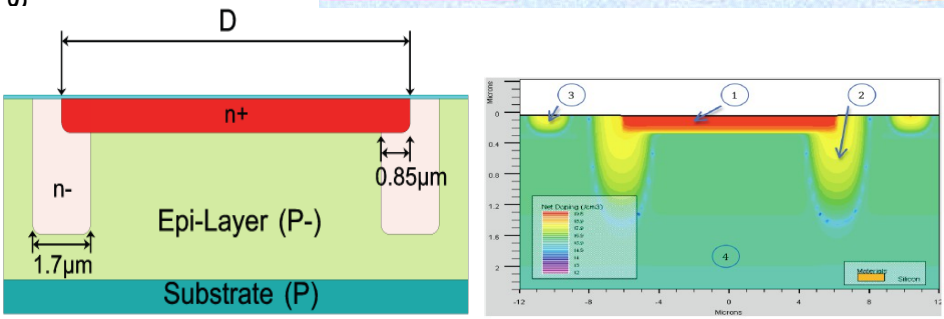 D
n+
0.85μm
n-
Epi-Layer (P-)
1.7μm
Substrate (P)
Microns
0
0.4
0.8
1.2
1.6
2
3
1
2
4
Net Doping (/cm3)
Materials
Silicon
-12
-8
-4
0
4
8
12
Microns